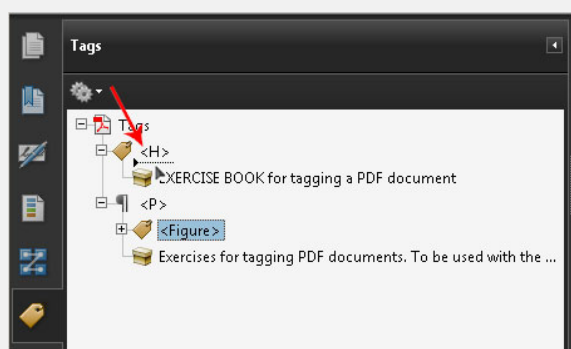 Tags
Tags
<H>
EXERCISE BOOK for tagging a PDF document
<P>
<Figure>
Exercises for tagging PDF documents. To be used with the ...